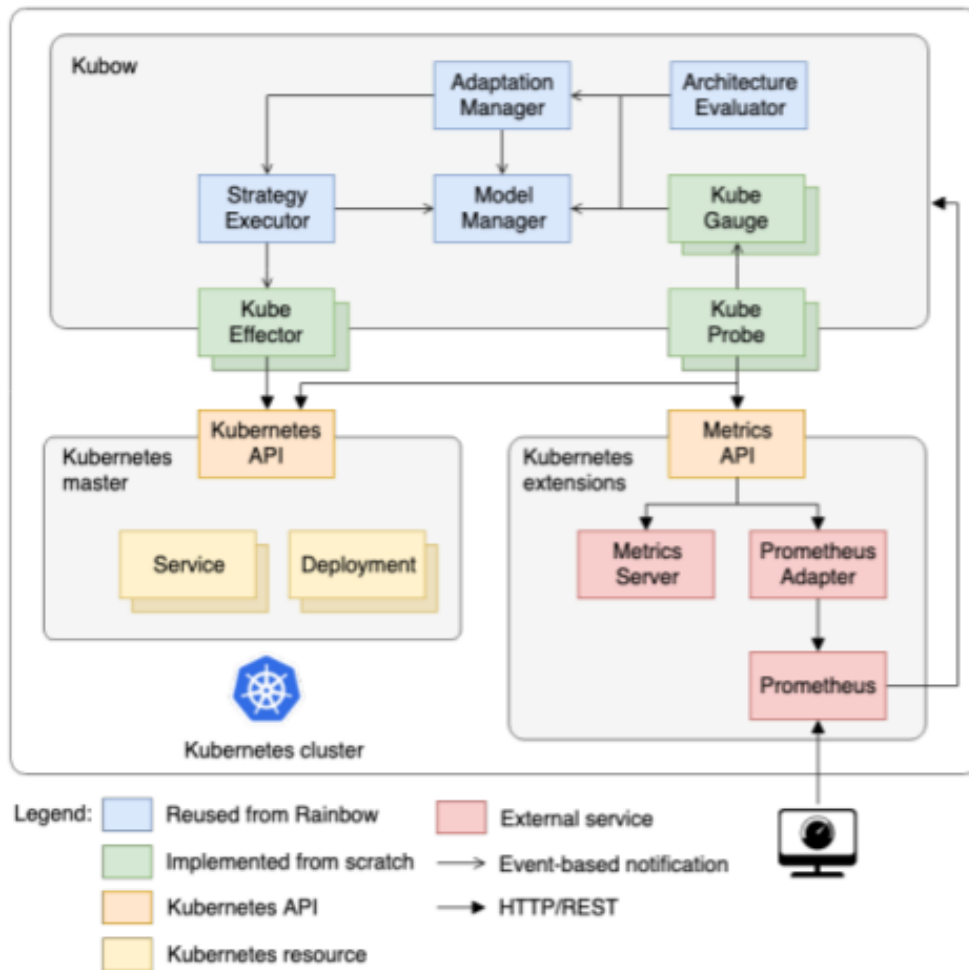 Kubow
Adaptation
Manager
Architecture
Evaluator
Strategy
Executor
Model
Manager
Kube
Gauge
Kube
Effector
Kube
Probe
Kubernetes
API
Metrics
API
Kubernetes
master
Kubernetes
extensions
Service
Deployment
Metrics
Server
Prometheus
Adapter
Prometheus
Kubernetes cluster
Legend:
Reused from Rainbow
External service
Implemented from scratch
Event-based notification
Kubernetes API
HTTP/REST
Kubernetes resource